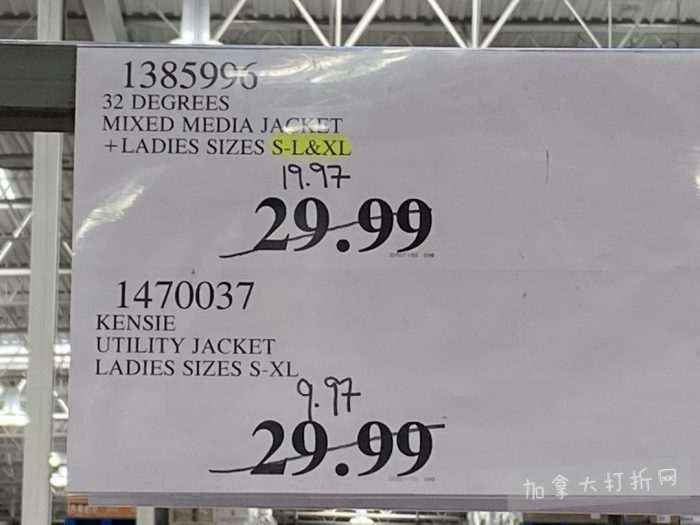 1385996
32 DEGREES
MIXED MEDIA JACKET
+LADIES SIZES S-L&XL
19.97
29.99
1470037
KENSIE
UTILITY JACKET
LADIES SIZES S-XL
9.97
29.99
加拿大打折网